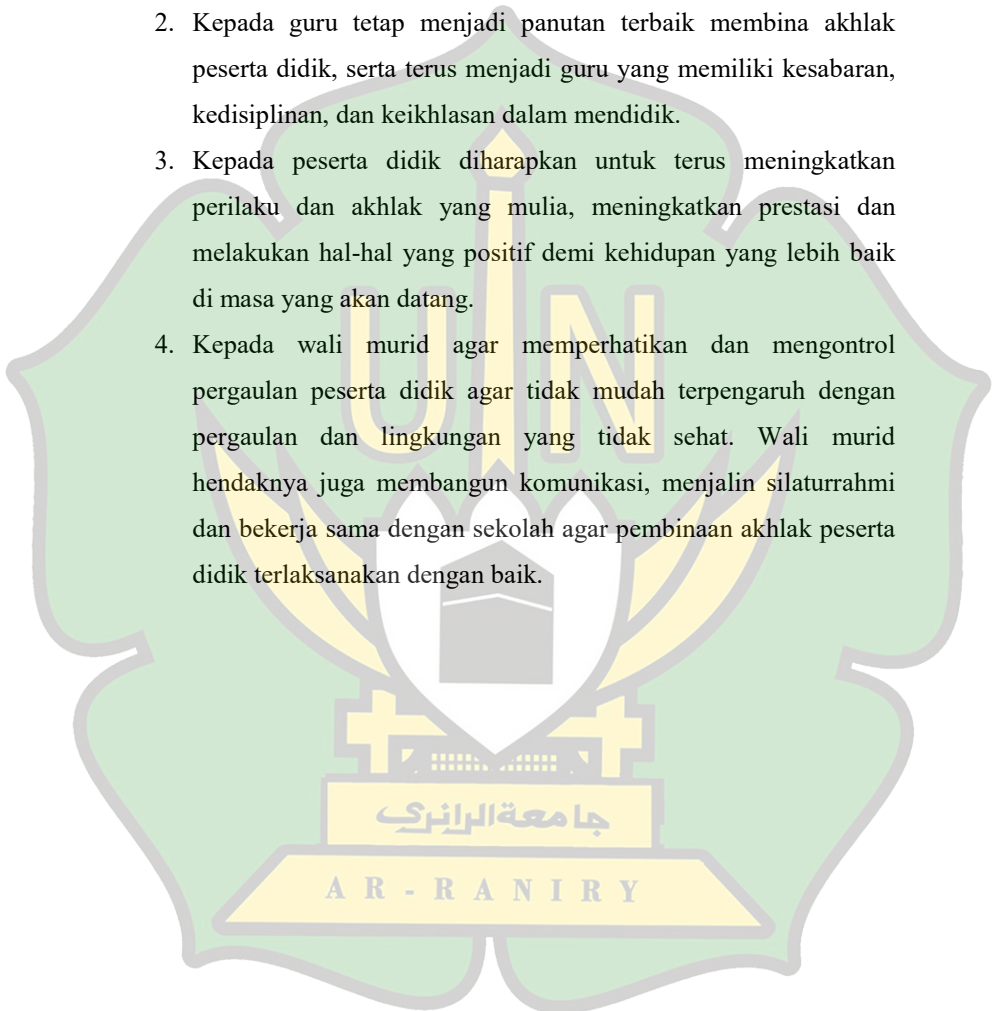 2. Kepada guru tetap menjadi panutan terbaik membina akhlak
peserta didik, serta terus menjadi guru yang memiliki kesabaran,
kedisiplinan, dan keikhlasan dalam mendidik.
3. Kepada peserta didik diharapkan untuk terus meningkatkan
perilaku dan akhlak yang mulia, meningkatkan prestasi dan
melakukan hal-hal yang positif demi kehidupan yang lebih baik
di masa yang akan datang.
4. Kepada wali murid agar memperhatikan dan mengontrol
pergaulan peserta didik agar tidak mudah terpengaruh dengan
pergaulan dan lingkungan yang tidak sehat. Wali murid
hendaknya juga membangun komunikasi, menjalin silaturrahmi
dan bekerja sama dengan sekolah agar pembinaan akhlak peserta
didik terlaksanakan dengan baik.
UIN
جامعةالرانري
AR-RANIRY